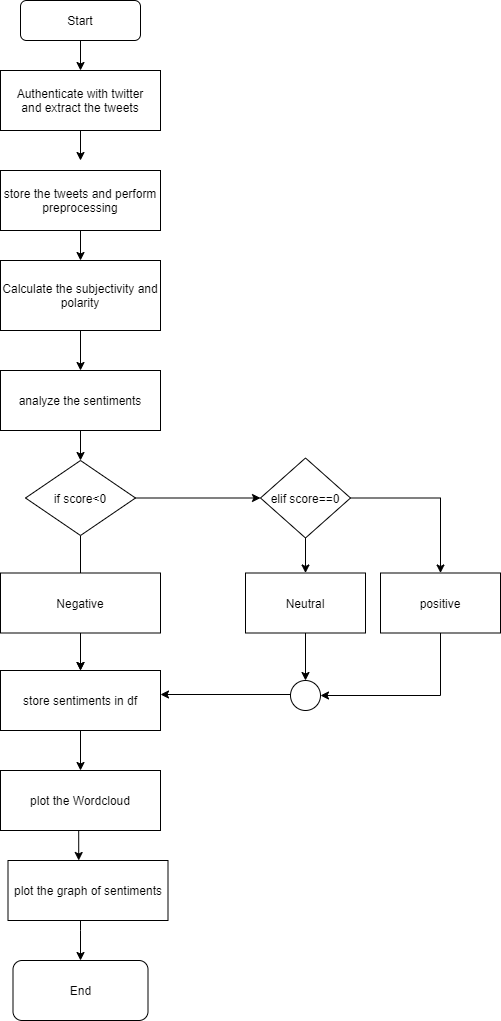 Start
Authenticate with twitter
and extract the tweets
store the tweets and perform
preprocessing
Calculate the subjectivity and
polarity
analyze the sentiments
if score<0
elif score==0
Negative
Neutral
positive
store sentiments in df
plot the Wordcloud
plot the graph of sentiments
End